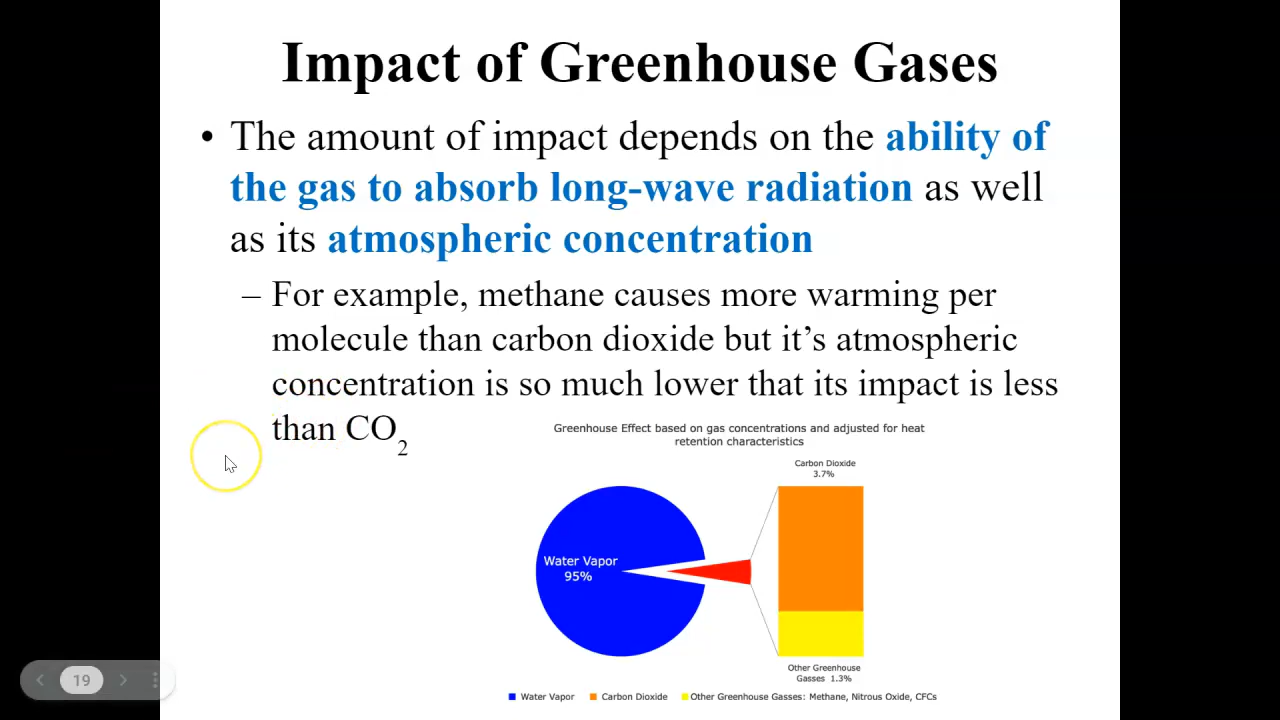 Impact of Greenhouse Gases
• The amount of impact depends on the ability of
the gas to absorb long-wave radiation as well
as its atmospheric concentration
– For example, methane causes more warming per
molecule than carbon dioxide but it’s atmospheric
concentration is so much lower that its impact is less
than CO2
Greenhouse Effect based on gas concentrations and adjusted for heat
retention characteristics
Carbon Dioxide
3.7%
Water Vapor
95%
Other Greenhouse
Gasses 1.3%
Water Vapor
Carbon Dioxide
Other Greenhouse Gasses: Methane, Nitrous Oxide, CFCs
19